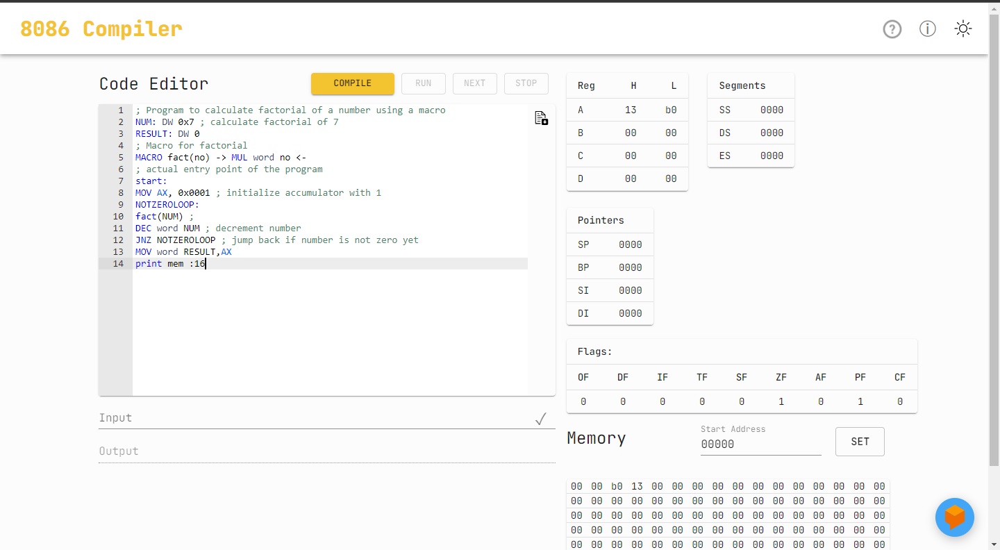 8086 Compiler
Code Editor
COMPILE
RUN
NEXT
STOP
1 ; Program to calculate factorial of a number using a macro
2 NUM: DW 0x7 ; calculate factorial of 7
3 RESULT: DW 0
4 ; Macro for factorial
5 MACRO fact(no) -> MUL word no <-
6 ; actual entry point of the program
7 start:
8 MOV AX, 0x0001 ; initialize accumulator with 1
9 NOTZEROLOOP:
10 fact(NUM) ;
11 DEC word NUM ; decrement number
12 JNZ NOTZEROLOOP ; jump back if number is not zero yet
13 MOV word RESULT,AX
14 print mem :16
Input
Output
Reg H L
A 13 b0
B 00 00
C 00 00
D 00 00
Segments
SS 0000
DS 0000
ES 0000
Pointers
SP 0000
BP 0000
SI 0000
DI 0000
Flags:
OF DF IF TF SF ZF AF PF CF
0 0 0 0 0 1 0 1 0
Memory
Start Address
00000
SET
00 00 b0 13 00 00 00 00 00 00 00 00 00 00 00 00
00 00 00 00 00 00 00 00 00 00 00 00 00 00 00 00
00 00 00 00 00 00 00 00 00 00 00 00 00 00 00 00
00 00 00 00 00 00 00 00 00 00 00 00 00 00 00 00
00 00 00 00 00 00 00 00 00 00 00 00 00 00 00 00